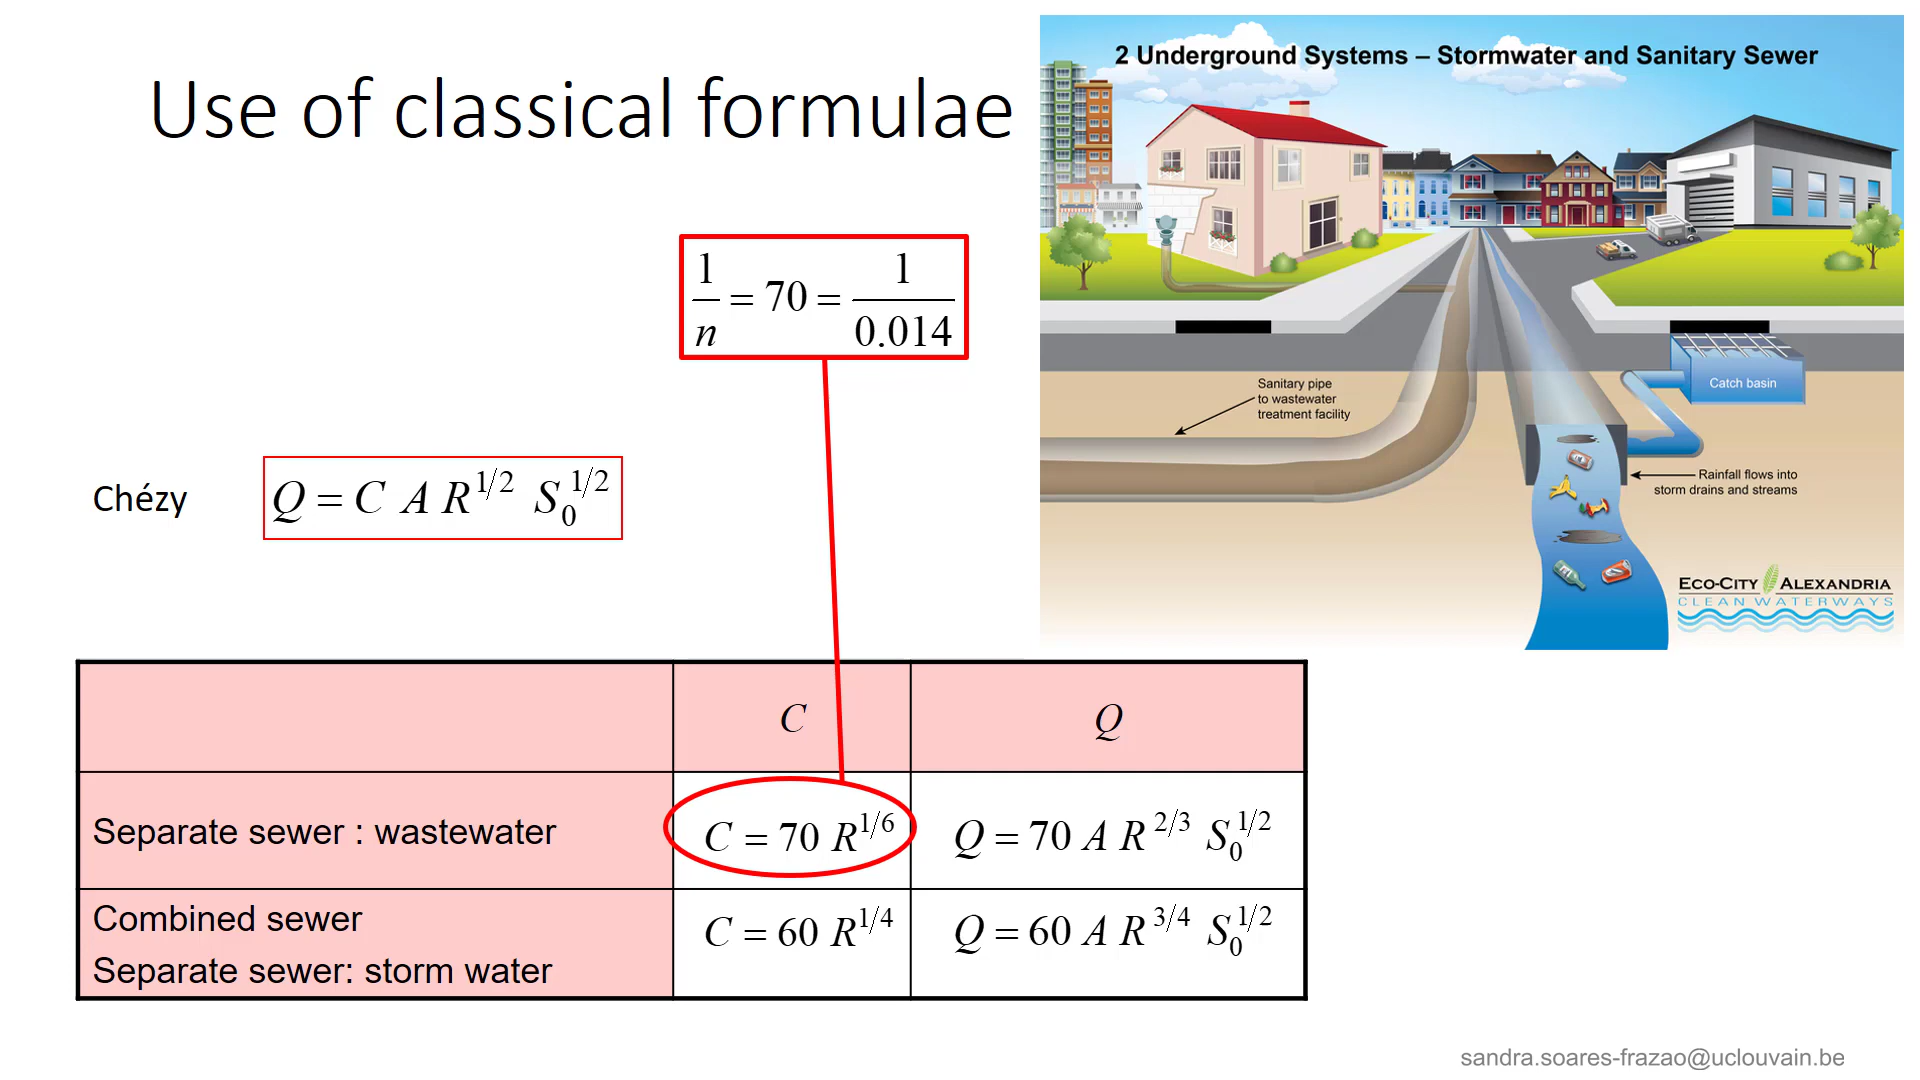 Use of classical formulae
2 Underground Systems – Stormwater and Sanitary Sewer
1/n = 70 = 1/0.014
Sanitary pipe
to wastewater
treatment facility
Catch basin
Rainfall flows into
storm drains and streams
ECO-CITY ALEXANDRIA
CLEAN WATERWAYS
Chézy
Q = C A R^{1/2} S_0^{1/2}
C Q
Separate sewer : wastewater C = 70 R^{1/6} Q = 70 A R^{2/3} S_0^{1/2}
Combined sewer
Separate sewer: storm water C = 60 R^{1/4} Q = 60 A R^{3/4} S_0^{1/2}
sandra.soares-frazao@uclouvain.be